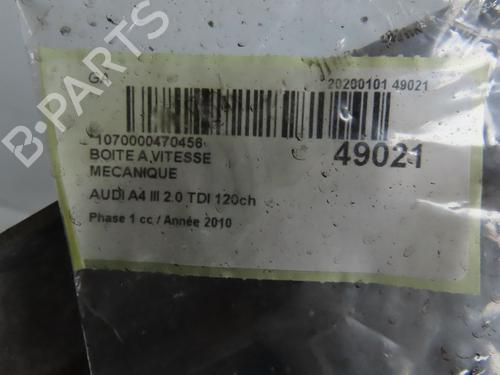 B-PARTS
GA
20200101 49021
1070000470456
49021
BOITE A,VITESSE
MECANIQUE
AUDI A4 III 2.0 TDI 120ch
Phase 1 cc / Année 2010